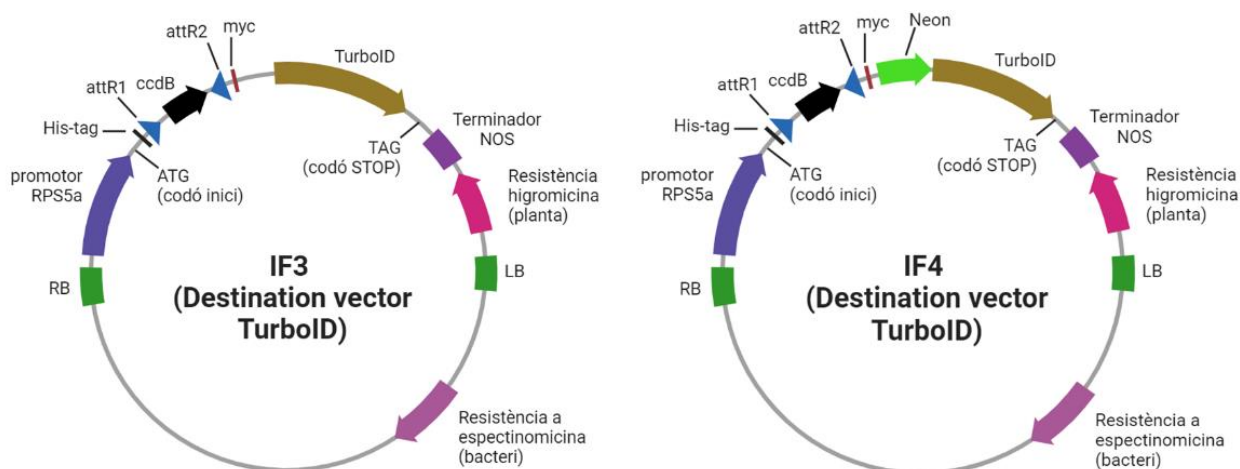 attR2
myc
TurboID
ccdB
attR1
His-tag
promotor
RPS5a
ATG
(codó inici)
TAG
(codó STOP)
Terminador
NOS
Resistència
higromicina
(planta)
IF3
(Destination vector
TurboID)
RB
LB
Resistència a
espectinomicina
(bacteri)
Neon
attR2
myc
TurboID
ccdB
attR1
His-tag
promotor
RPS5a
ATG
(codó inici)
TAG
(codó STOP)
Terminador
NOS
Resistència
higromicina
(planta)
IF4
(Destination vector
TurboID)
RB
LB
Resistència a
espectinomicina
(bacteri)